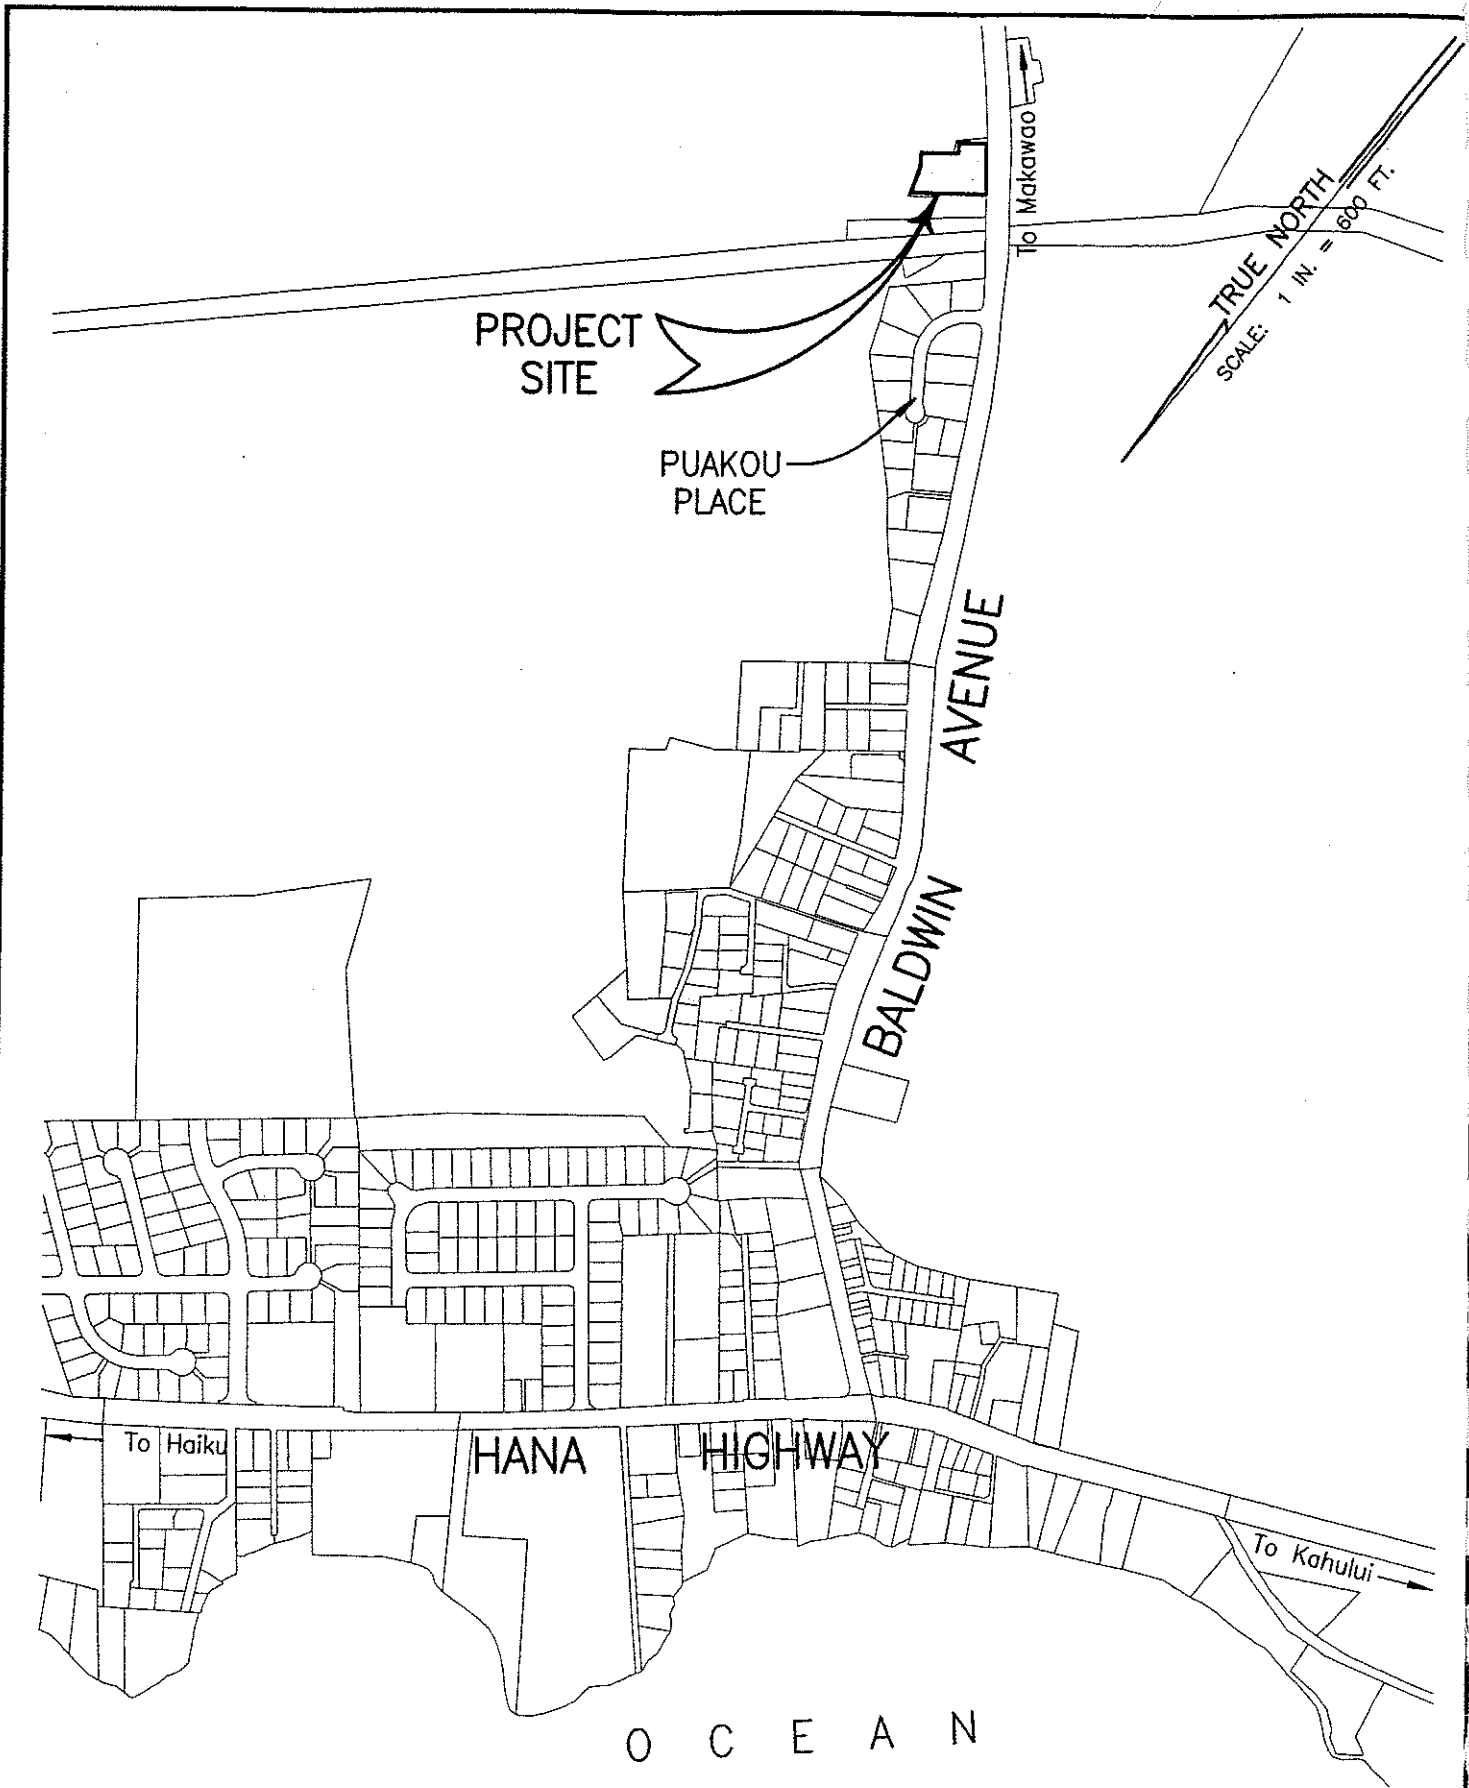 To Makawao
TRUE NORTH
SCALE: 1 IN. = 600 FT.
PROJECT
SITE
PUAKOU
PLACE
BALDWIN AVENUE
To Haiku
HANA HIGHWAY
To Kahului
OCEAN